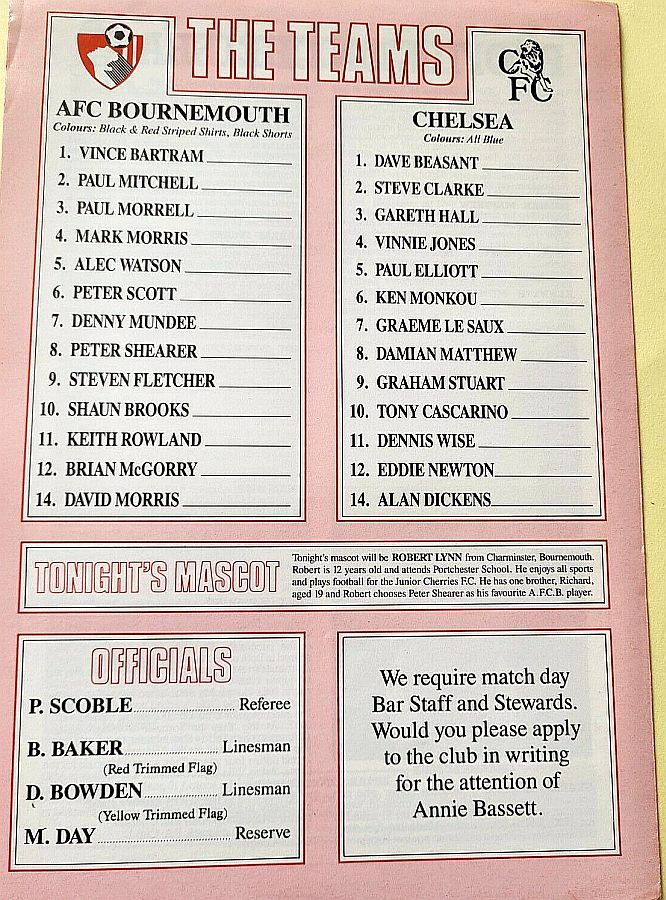 THE TEAMS
AFC BOURNEMOUTH
Colours: Black & Red Striped Shirts, Black Shorts
1. VINCE BARTRAM
2. PAUL MITCHELL
3. PAUL MORRELL
4. MARK MORRIS
5. ALEC WATSON
6. PETER SCOTT
7. DENNY MUNDEE
8. PETER SHEARER
9. STEVEN FLETCHER
10. SHAUN BROOKS
11. KEITH ROWLAND
12. BRIAN McGORRY
14. DAVID MORRIS
CFC
CHELSEA
Colours: All Blue
1. DAVE BEASANT
2. STEVE CLARKE
3. GARETH HALL
4. VINNIE JONES
5. PAUL ELLIOTT
6. KEN MONKOU
7. GRAEME LE SAUX
8. DAMIAN MATTHEW
9. GRAHAM STUART
10. TONY CASCARINO
11. DENNIS WISE
12. EDDIE NEWTON
14. ALAN DICKENS
TONIGHT'S MASCOT
Tonight's mascot will be ROBERT LYNN from Charminster, Bournemouth.
Robert is 12 years old and attends Portchester School. He enjoys all sports
and plays football for the Junior Cherries F.C. He has one brother, Richard,
aged 19 and Robert chooses Peter Shearer as his favourite A.F.C.B. player.
OFFICIALS
P. SCOBLE Referee
B. BAKER Linesman
(Red Trimmed Flag)
D. BOWDEN Linesman
(Yellow Trimmed Flag)
M. DAY Reserve
We require match day
Bar Staff and Stewards.
Would you please apply
to the club in writing
for the attention of
Annie Bassett.